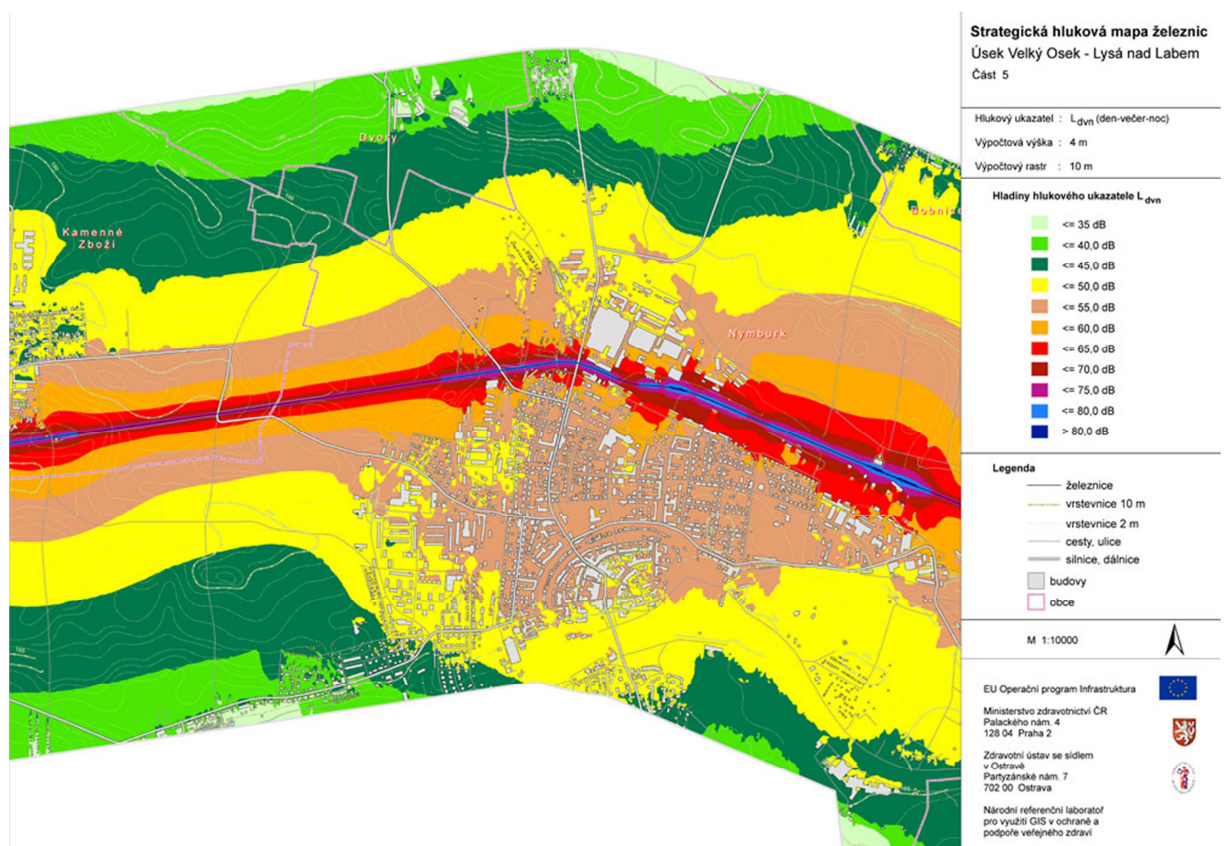 Strategická hluková mapa železnic
Úsek Velký Osek - Lysá nad Labem
Část 5
Hlukový ukazatel : Ldvn (den-večer-noc)
Výpočtová výška : 4 m
Výpočtový rastr : 10 m
Hladiny hlukového ukazatele Ldvn
<= 35 dB
<= 40,0 dB
<= 45,0 dB
<= 50,0 dB
<= 55,0 dB
<= 60,0 dB
<= 65,0 dB
<= 70,0 dB
<= 75,0 dB
<= 80,0 dB
> 80,0 dB
Legenda
železnice
vrstevnice 10 m
vrstevnice 2 m
cesty, ulice
silnice, dálnice
budovy
obce
M 1:10000
EU Operační program Infrastruktura
Ministerstvo zdravotnictví ČR
Palackého nám. 4
128 04 Praha 2
Zdravotní ústav se sídlem
v Ostravě
Partyzánské nám. 7
702 00 Ostrava
Národní referenční laboratoř
pro využití GIS v ochraně a
podpoře veřejného zdraví
Dvory
Kamenné
Zboží
Bobnice
Nymburk